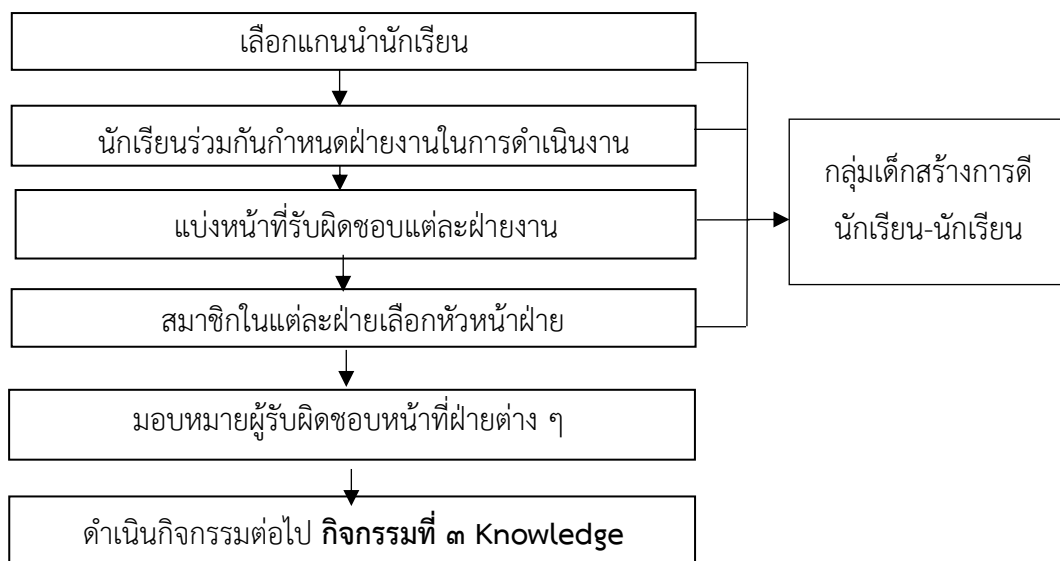 เลือกแกนนำนักเรียน
นักเรียนร่วมกันกำหนดฝ่ายงานในการดำเนินงาน
แบ่งหน้าที่รับผิดชอบแต่ละฝ่ายงาน
สมาชิกในแต่ละฝ่ายเลือกหัวหน้าฝ่าย
มอบหมายผู้รับผิดชอบหน้าที่ฝ่ายต่าง ๆ
ดำเนินกิจกรรมต่อไป กิจกรรมที่ ๓ Knowledge
กลุ่มเด็กสร้างการดี
นักเรียน-นักเรียน